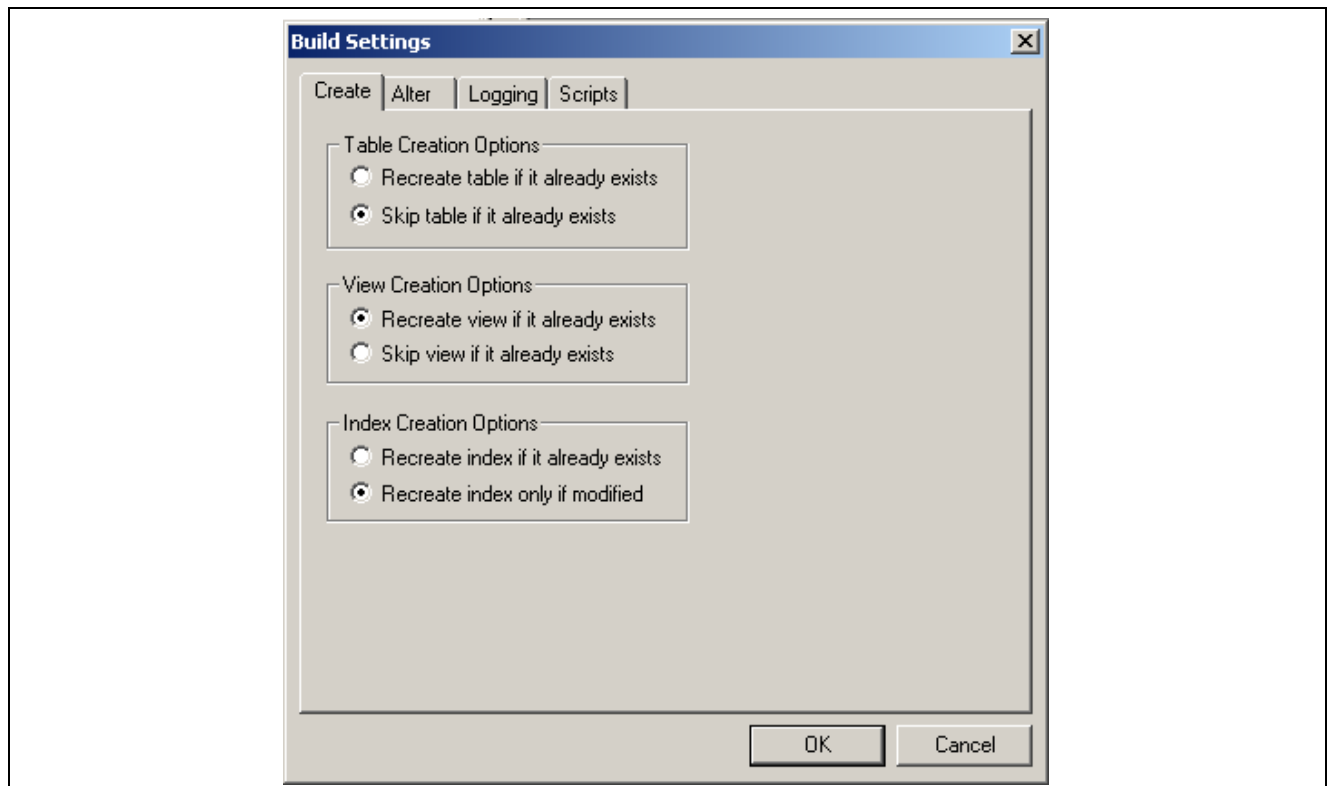 Build Settings
Create Alter Logging Scripts
Table Creation Options
Recreate table if it already exists
Skip table if it already exists
View Creation Options
Recreate view if it already exists
Skip view if it already exists
Index Creation Options
Recreate index if it already exists
Recreate index only if modified
OK Cancel